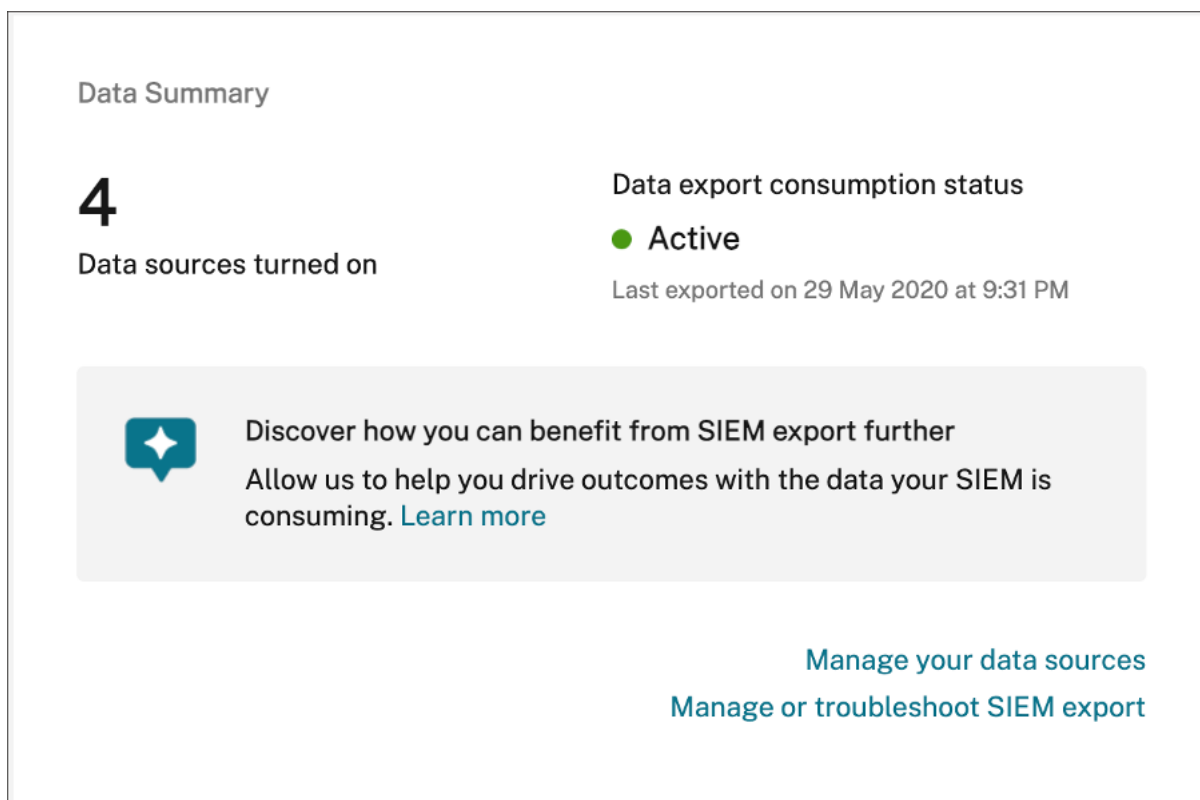 Data Summary
4
Data sources turned on
Data export consumption status
Active
Last exported on 29 May 2020 at 9:31 PM
Discover how you can benefit from SIEM export further
Allow us to help you drive outcomes with the data your SIEM is
consuming. Learn more
Manage your data sources
Manage or troubleshoot SIEM export